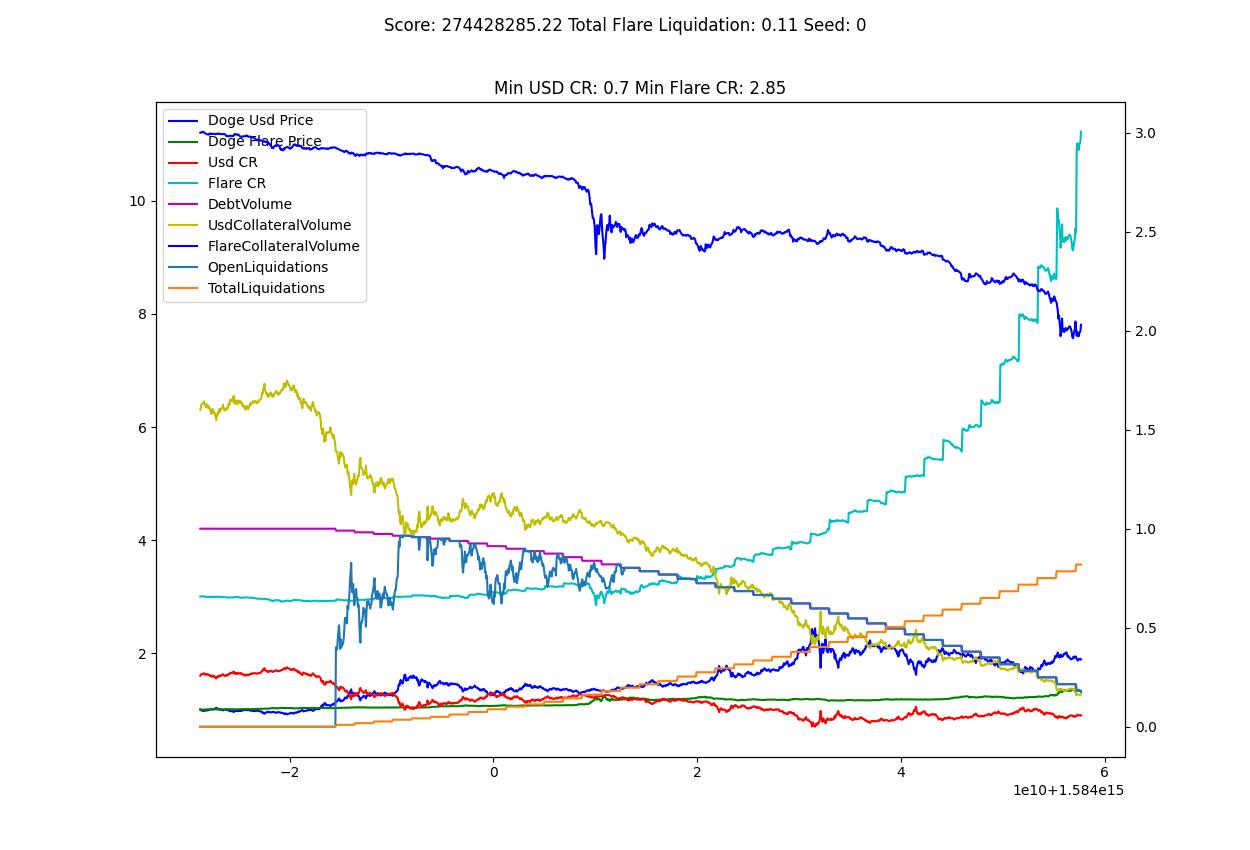 Score: 274428285.22 Total Flare Liquidation: 0.11 Seed: 0
Min USD CR: 0.7 Min Flare CR: 2.85
Doge Usd Price
Doge Flare Price
Usd CR
Flare CR
DebtVolume
UsdCollateralVolume
FlareCollateralVolume
OpenLiquidations
TotalLiquidations
10
8
6
4
2
3.0
2.5
2.0
1.5
1.0
0.5
0.0
−2
0
2
4
6
1e10+1.584e15